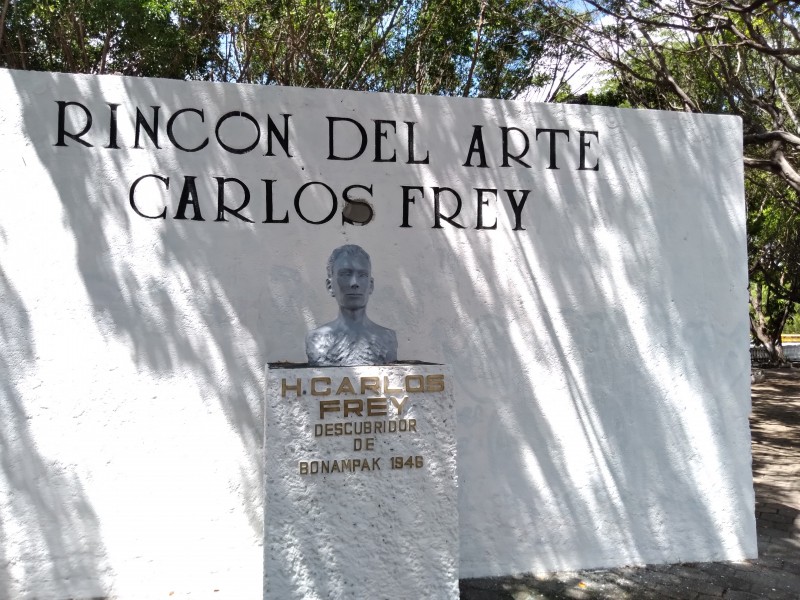 RINCON DEL ARTE
CARLOS FREY
H. CARLOS
FREY
DESCUBRIDOR
DE
BONAMPAK 1946